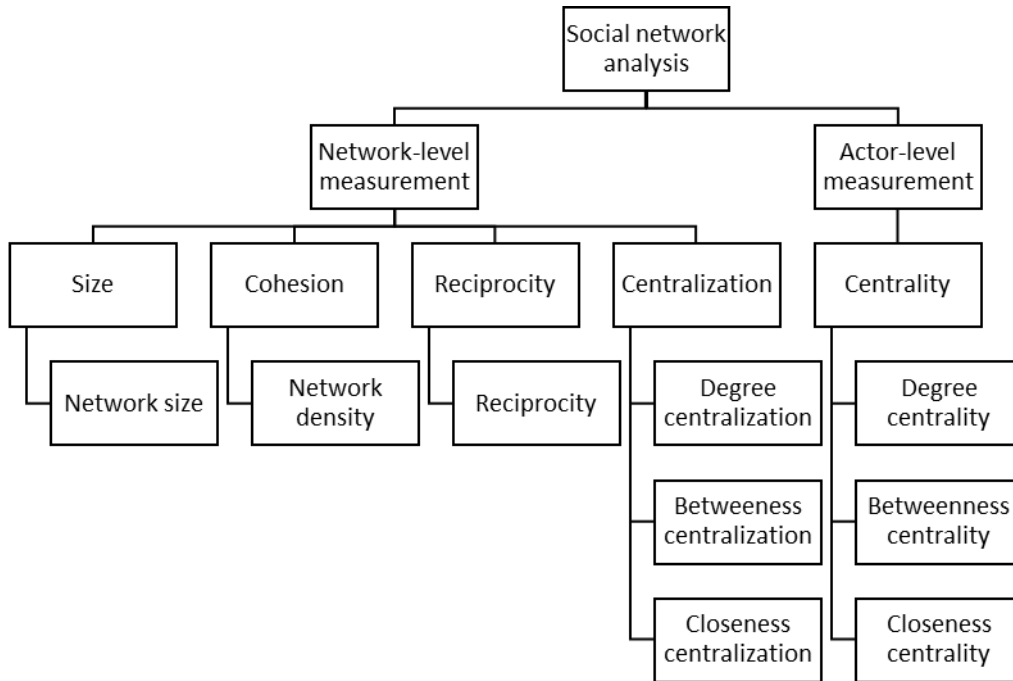 Social network
analysis
Network-level
measurement
Actor-level
measurement
Size
Cohesion
Reciprocity
Centralization
Centrality
Network size
Network
density
Reciprocity
Degree
centralization
Degree
centrality
Betweeness
centralization
Betweenness
centrality
Closeness
centralization
Closeness
centrality